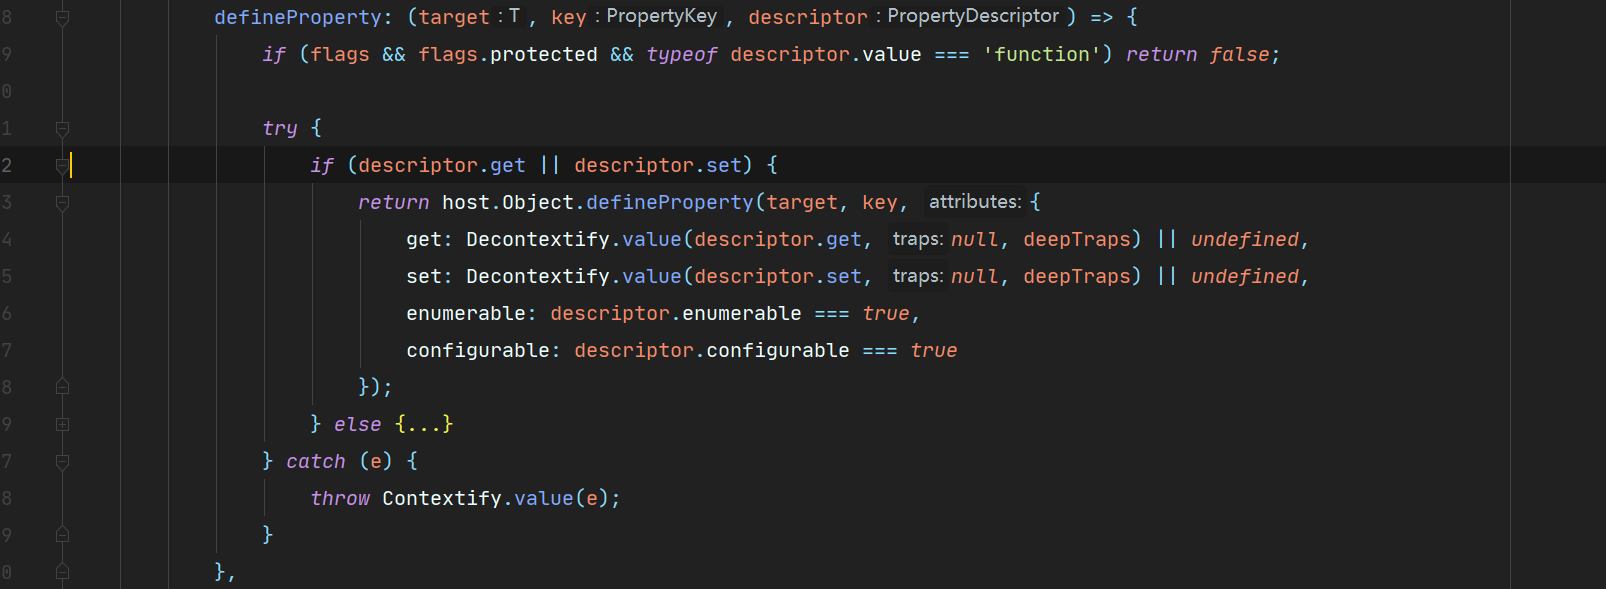 8 defineProperty: (target : T , key : PropertyKey , descriptor : PropertyDescriptor ) => {
9 if (flags && flags.protected && typeof descriptor.value === 'function') return false;
0
1 try {
2 if (descriptor.get || descriptor.set) {
3 return host.Object.defineProperty(target, key, attributes: {
4 get: Decontextify.value(descriptor.get, traps: null, deepTraps) || undefined,
5 set: Decontextify.value(descriptor.set, traps: null, deepTraps) || undefined,
6 enumerable: descriptor.enumerable === true,
7 configurable: descriptor.configurable === true
8 });
9 } else {...}
7 } catch (e) {
8 throw Contextify.value(e);
9 }
0 },